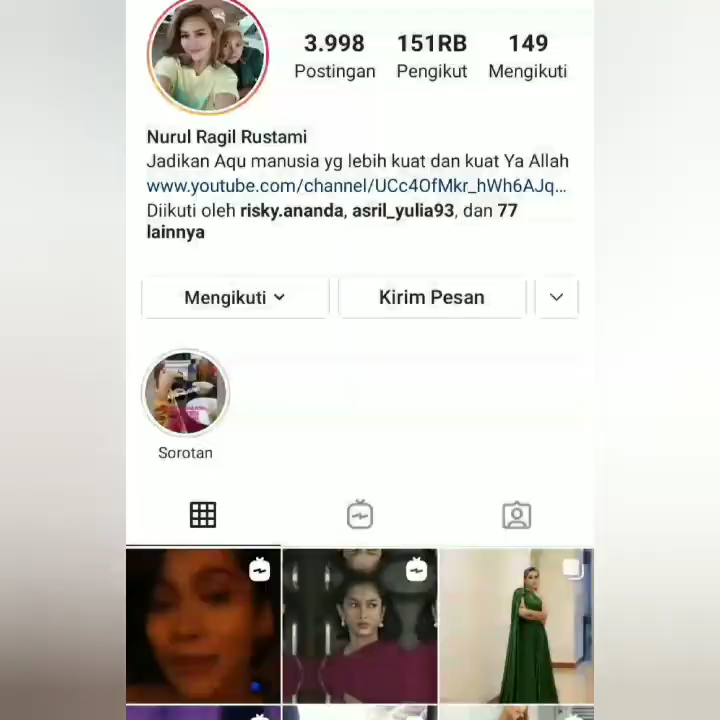 3.998 151RB 149
Postingan Pengikut Mengikuti
Nurul Ragil Rustami
Jadikan Aqu manusia yg lebih kuat dan kuat Ya Allah
www.youtube.com/channel/UCc4OfMkr_hWh6AJq...
Diikuti oleh risky.ananda, asril_yulia93, dan 77
lainnya
Mengikuti Kirim Pesan
Sorotan